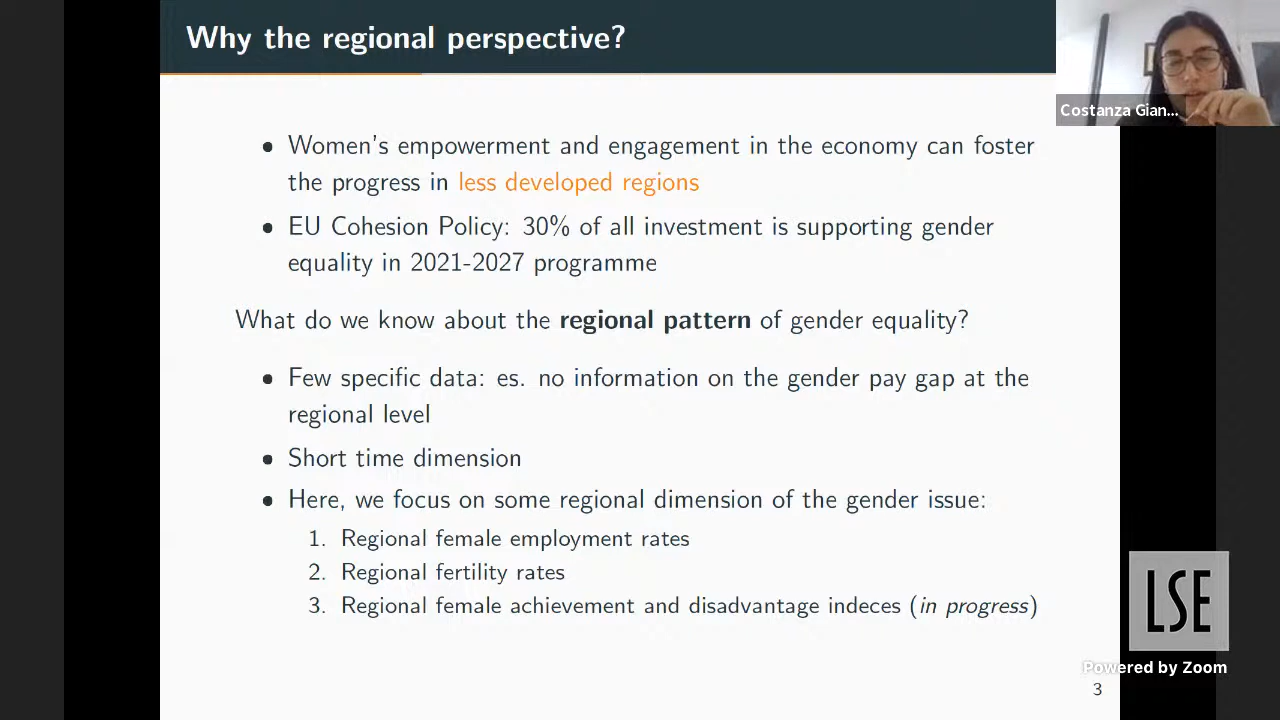 Why the regional perspective?
Costanza Gian...
• Women's empowerment and engagement in the economy can foster
the progress in less developed regions
• EU Cohesion Policy: 30% of all investment is supporting gender
equality in 2021-2027 programme
What do we know about the regional pattern of gender equality?
• Few specific data: es. no information on the gender pay gap at the
regional level
• Short time dimension
• Here, we focus on some regional dimension of the gender issue:
1. Regional female employment rates
2. Regional fertility rates
3. Regional female achievement and disadvantage indeces (in progress)
LSE
Powered by Zoom
3